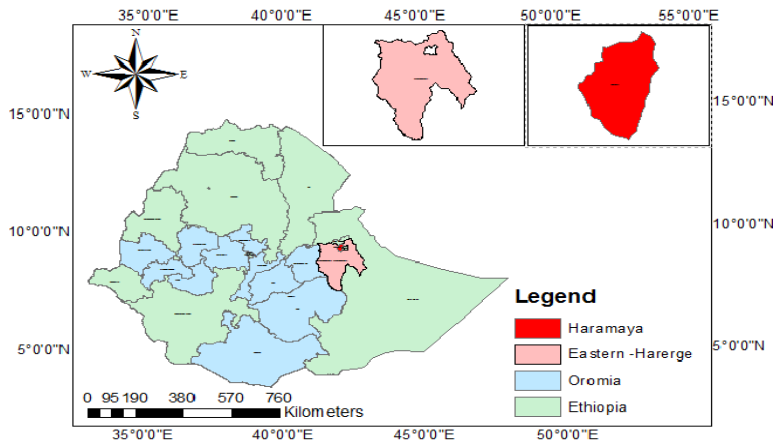 35°0'0"E 40°0'0"E 45°0'0"E 50°0'0"E 55°0'0"E
N
W E
S
15°0'0"N 15°0'0"N
10°0'0"N 10°0'0"N
5°0'0"N 5°0'0"N
Legend
Haramaya
Eastern -Harerge
Oromia
Ethiopia
0 95 190 380 570 760
Kilometers
35°0'0"E 40°0'0"E 45°0'0"E 50°0'0"E